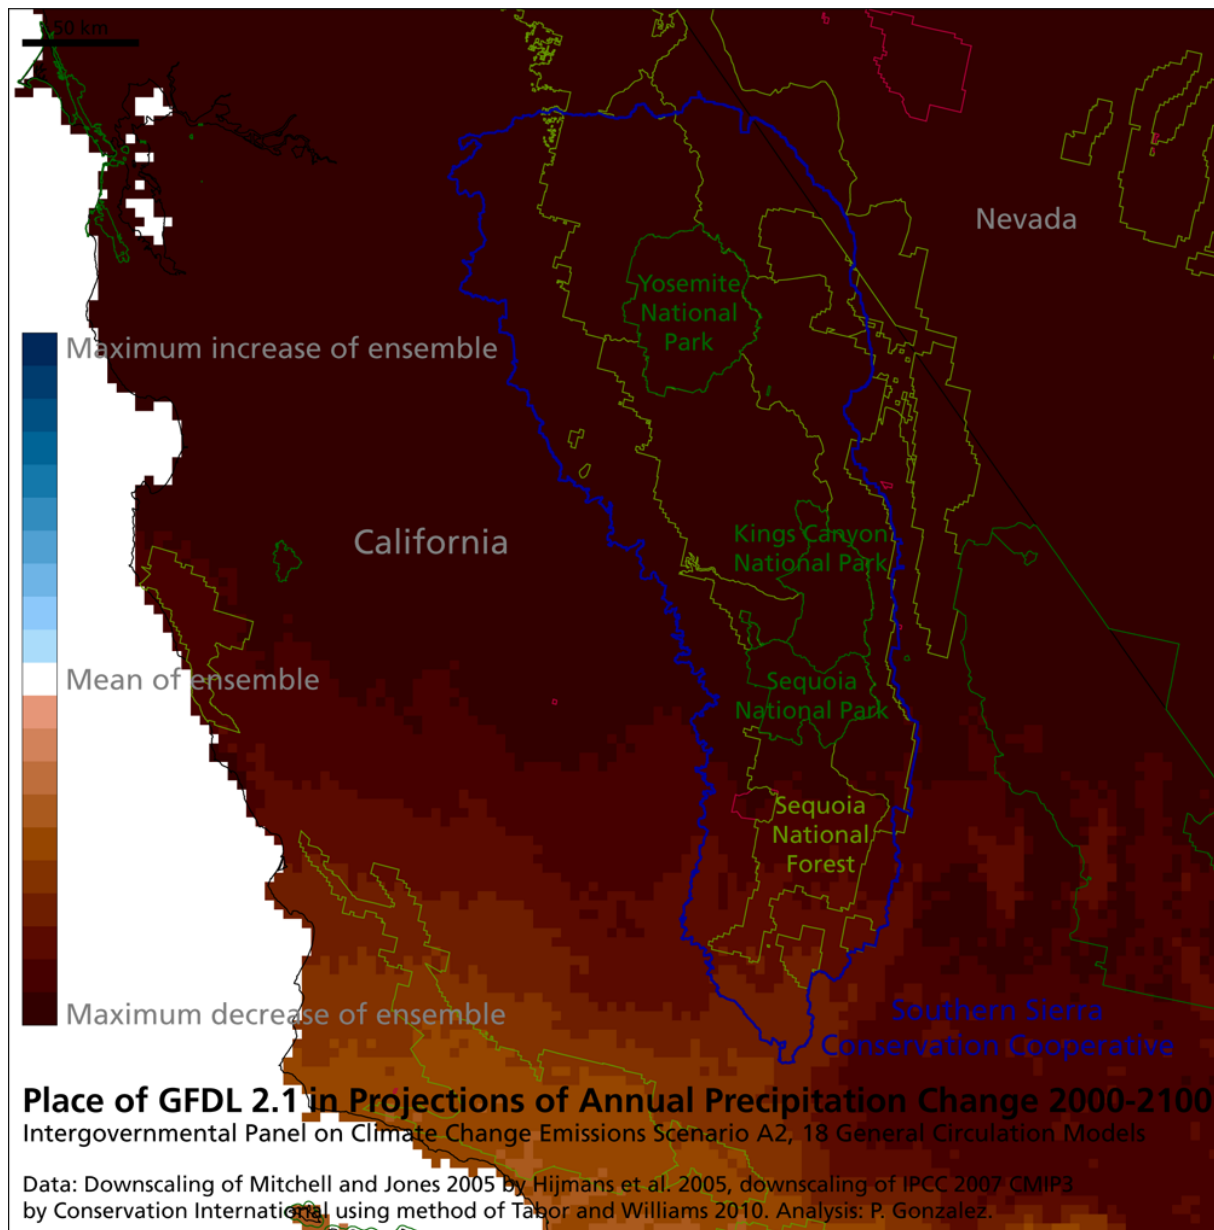 50 km
Nevada
Yosemite
National
Park
Maximum increase of ensemble
California
Kings Canyon
National Park
Mean of ensemble
Sequoia
National Park
Sequoia
National
Forest
Maximum decrease of ensemble
Southern Sierra
Conservation Cooperative
Place of GFDL 2.1 in Projections of Annual Precipitation Change 2000-2100
Intergovernmental Panel on Climate Change Emissions Scenario A2, 18 General Circulation Models
Data: Downscaling of Mitchell and Jones 2005 by Hijmans et al. 2005, downscaling of IPCC 2007 CMIP3
by Conservation International using method of Tabor and Williams 2010. Analysis: P. Gonzalez.